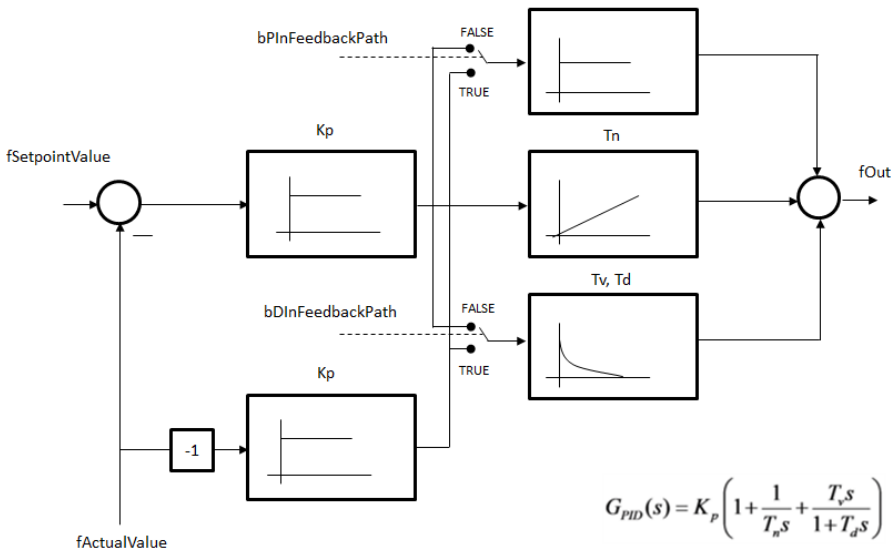 bPInFeedbackPath
FALSE
TRUE
Kp
Tn
fSetpointValue
fOut
Tv, Td
bDInFeedbackPath
FALSE
TRUE
Kp
-1
G_PID(s) = K_p(1 + 1/(T_n s) + T_v s/(1 + T_d s))
fActualValue